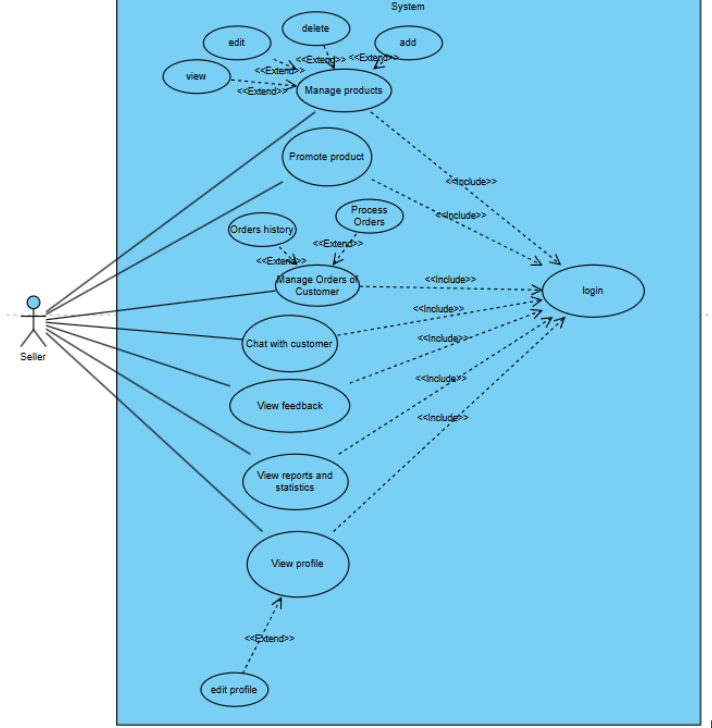 System
delete
edit
add
<<Extend>>
<<Extend>>
<<Extend>>
view
<<Extend>>
Manage products
Promote product
<<Include>>
Process
Orders
<<Include>>
Orders history
<<Extend>>
<<Extend>>
Manage Orders of
Customer
<<Include>>
login
<<Include>>
Chat with customer
<<Include>>
Seller
<<Include>>
View feedback
<<Include>>
View reports and
statistics
View profile
<<Extend>>
edit profile